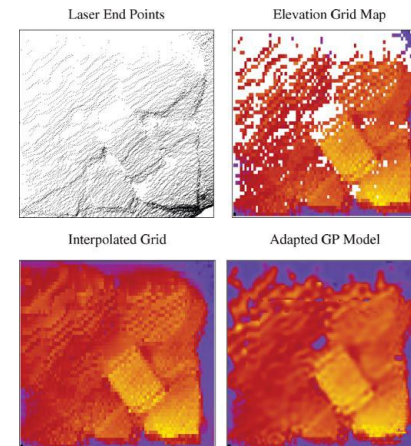 Laser End Points
Elevation Grid Map
Interpolated Grid
Adapted GP Model